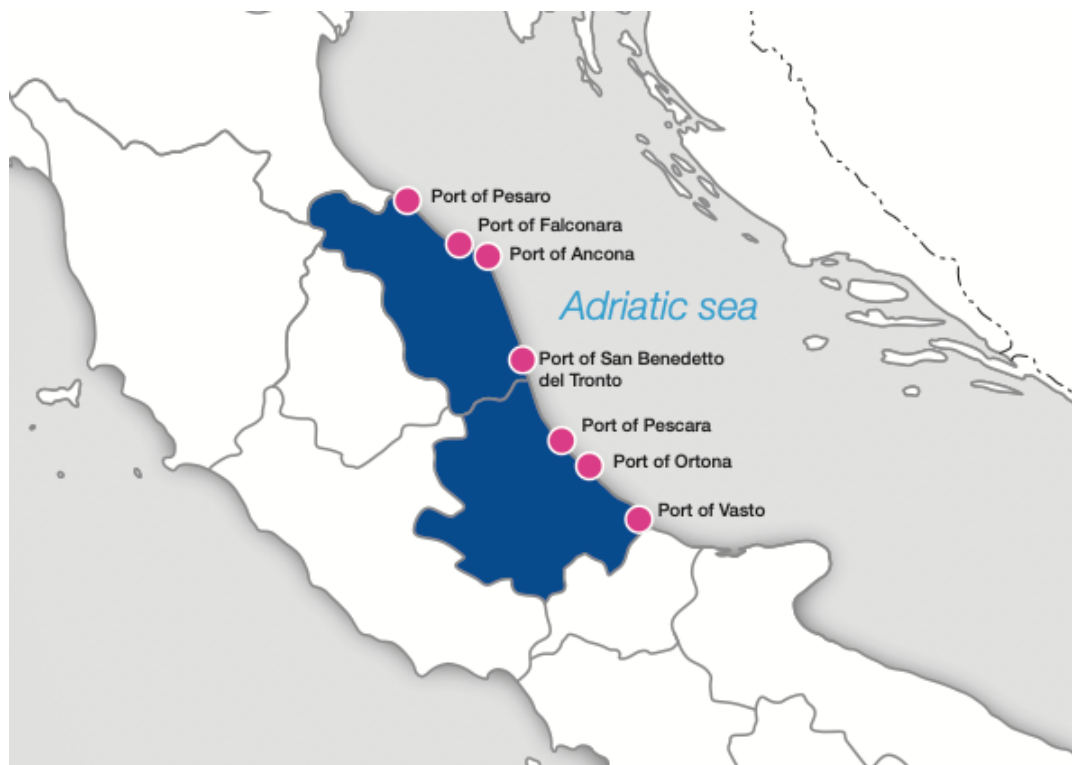 Port of Pesaro
Port of Falconara
Port of Ancona
Adriatic sea
Port of San Benedetto
del Tronto
Port of Pescara
Port of Ortona
Port of Vasto